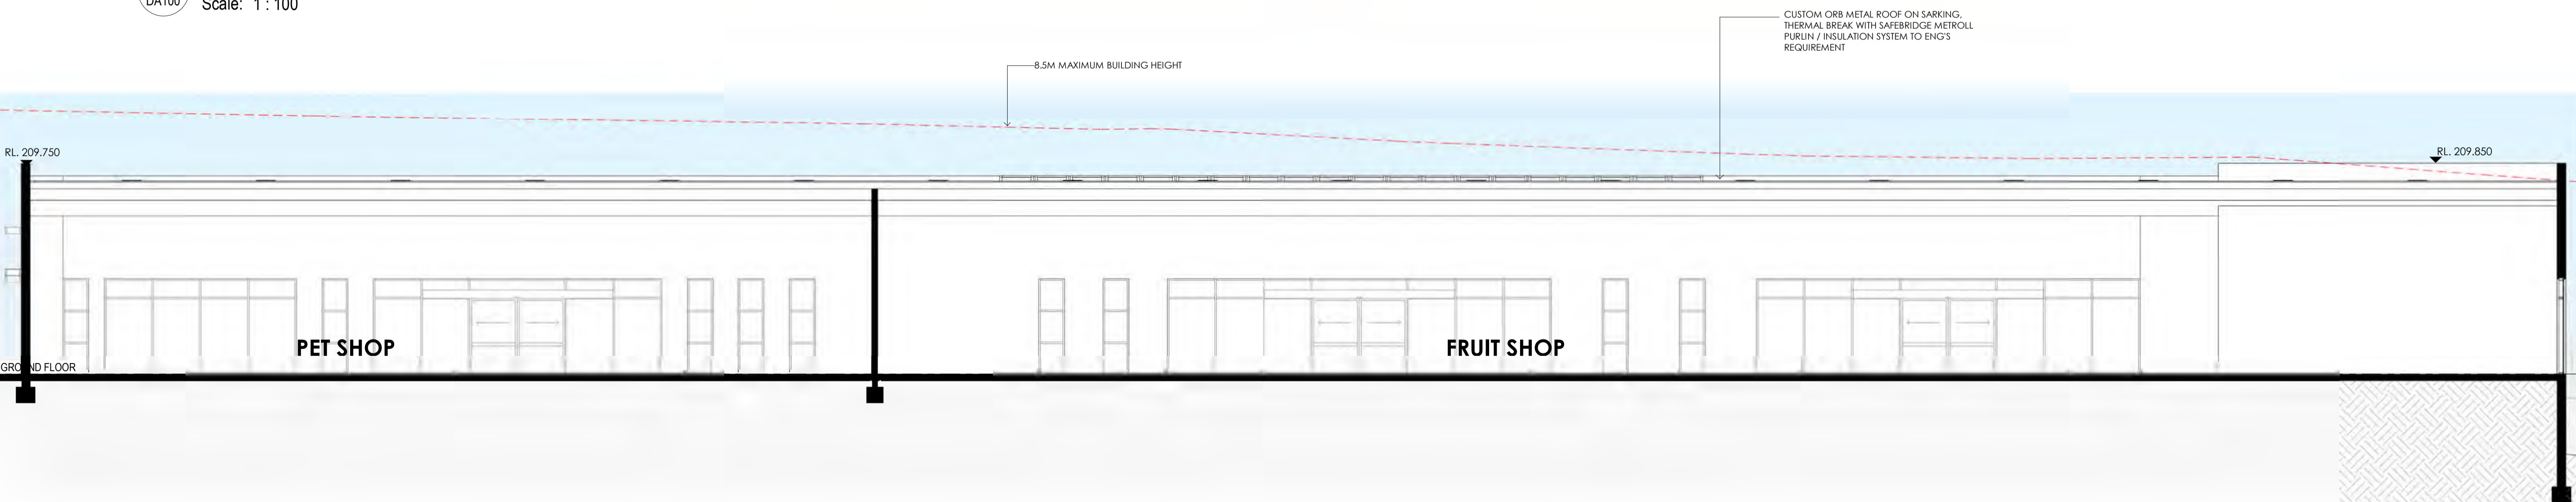 DA100
Scale: 1 : 100
CUSTOM ORB METAL ROOF ON SARKING,
THERMAL BREAK WITH SAFEBRIDGE METROLL
PURLIN / INSULATION SYSTEM TO ENG'S
REQUIREMENT
8.5M MAXIMUM BUILDING HEIGHT
RL. 209.750
RL. 209.850
PET SHOP
FRUIT SHOP
GROUND FLOOR